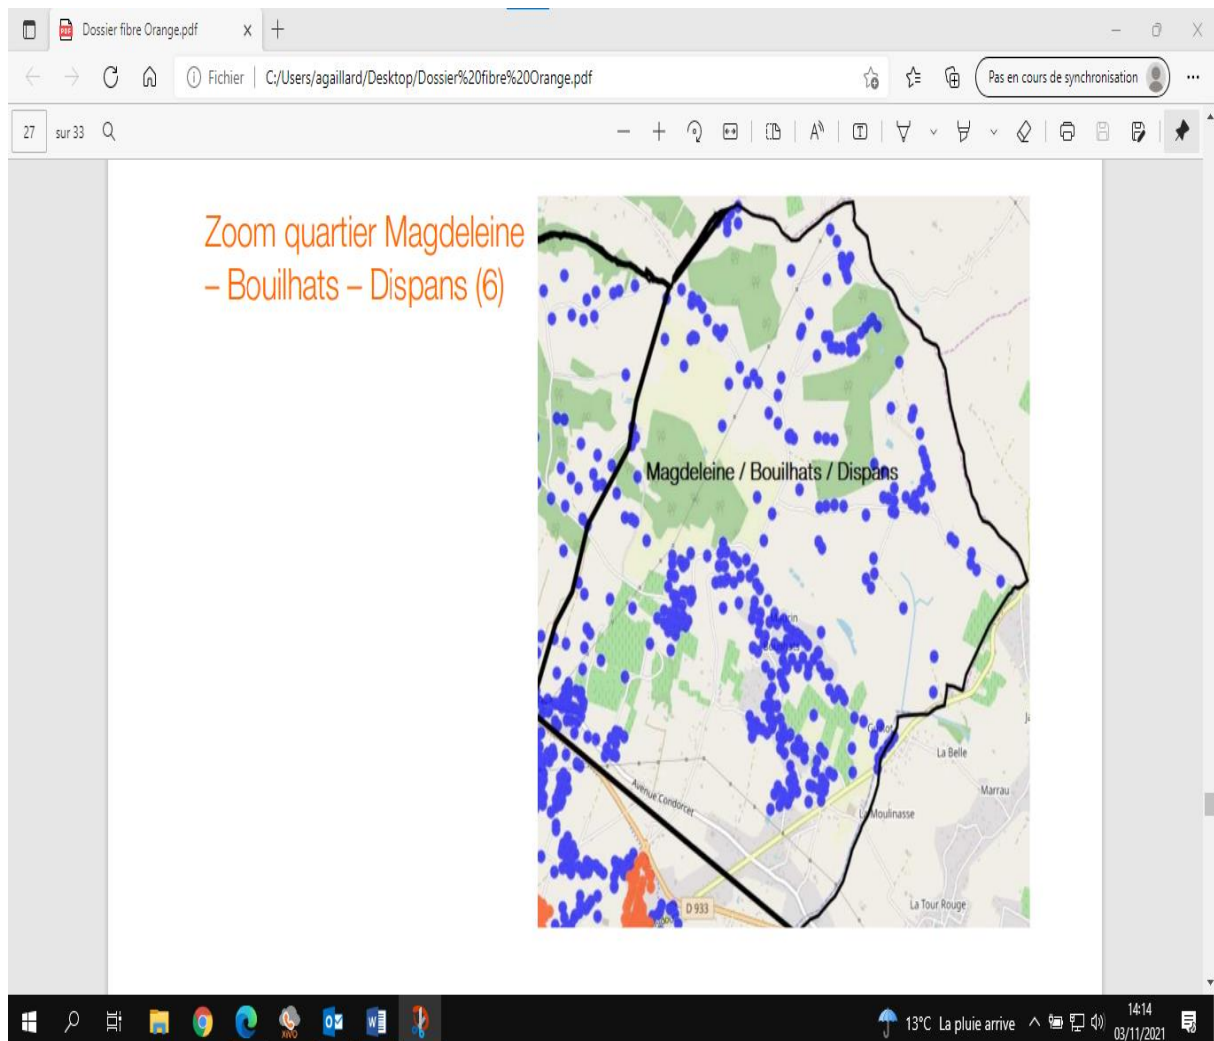 Dossier fibre Orange.pdf
Fichier
C:/Users/agaillard/Desktop/Dossier%20fibre%20Orange.pdf
Pas en cours de synchronisation
27 sur 33
Zoom quartier Magdeleine
– Bouilhats – Dispans (6)
Magdeleine / Bouilhats / Dispans
La Belle
Marrau
Avenue Condorcet
La Moulinasse
La Tour Rouge
D 933
XIVO
13°C La pluie arrive
14:14
03/11/2021